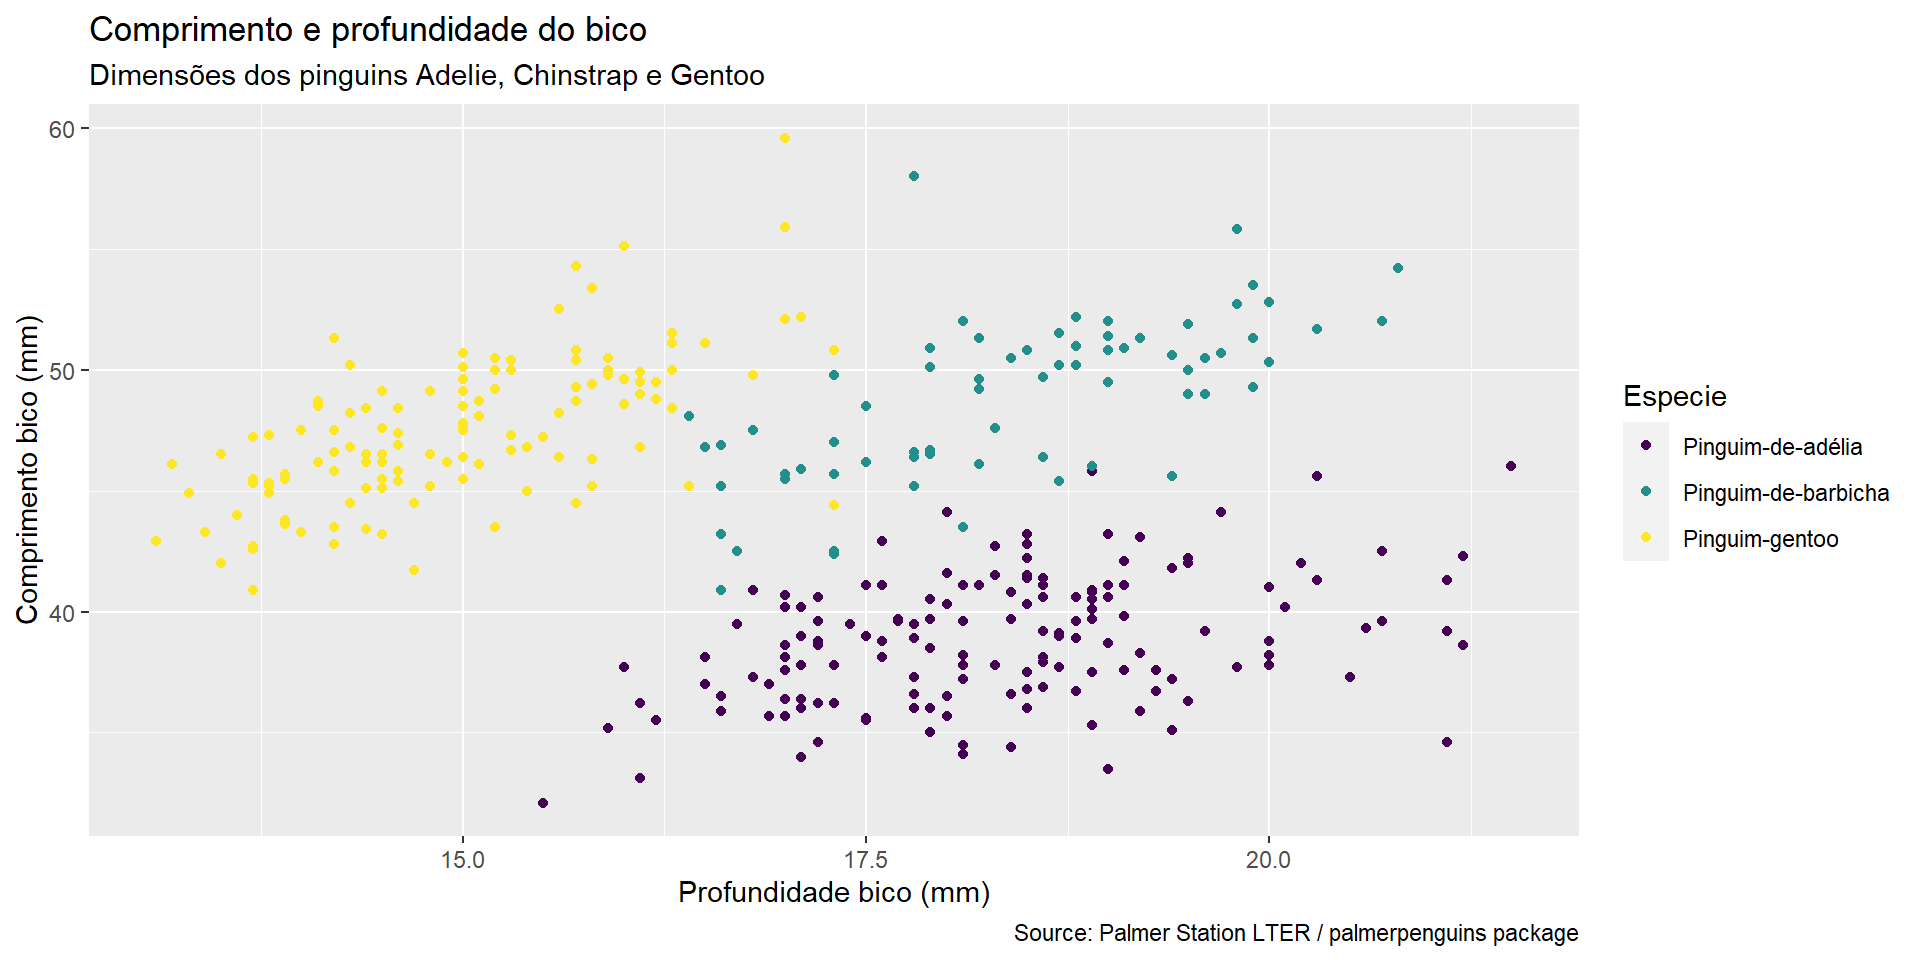 Comprimento e profundidade do bico
Dimensões dos pinguins Adelie, Chinstrap e Gentoo
Comprimento bico (mm)
60
50
40
15.0
17.5
20.0
Profundidade bico (mm)
Especie
Pinguim-de-adélia
Pinguim-de-barbicha
Pinguim-gentoo
Source: Palmer Station LTER / palmerpenguins package